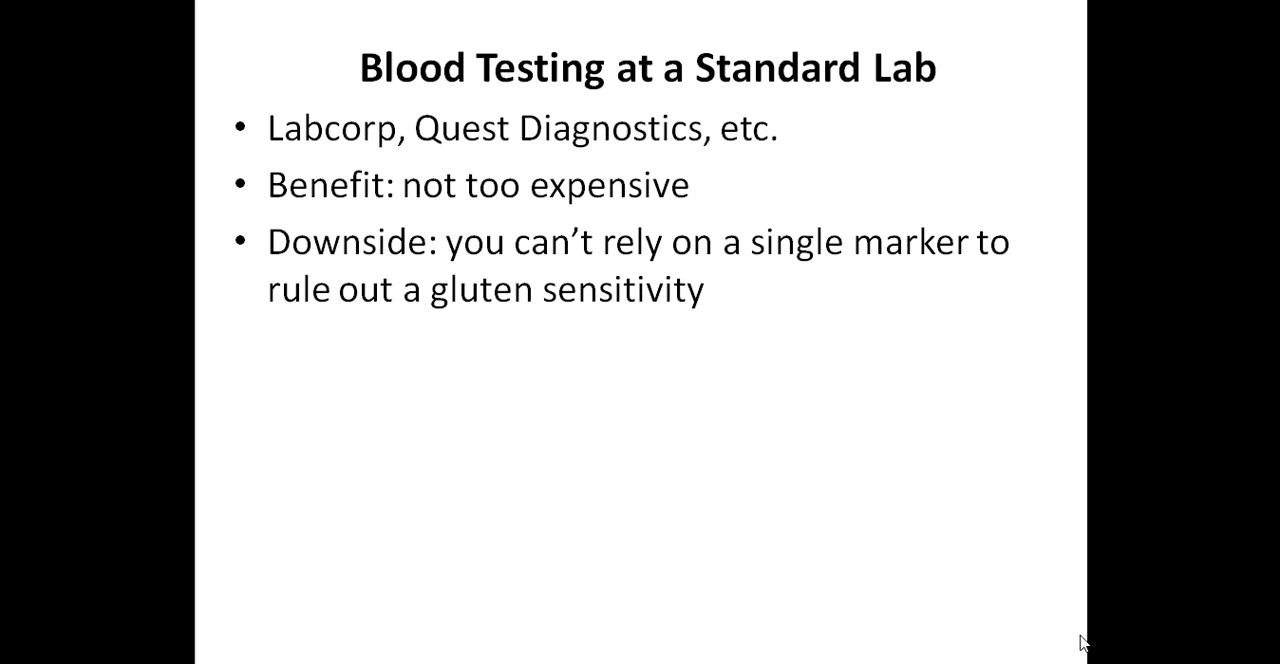 Blood Testing at a Standard Lab
• Labcorp, Quest Diagnostics, etc.
• Benefit: not too expensive
• Downside: you can’t rely on a single marker to
rule out a gluten sensitivity